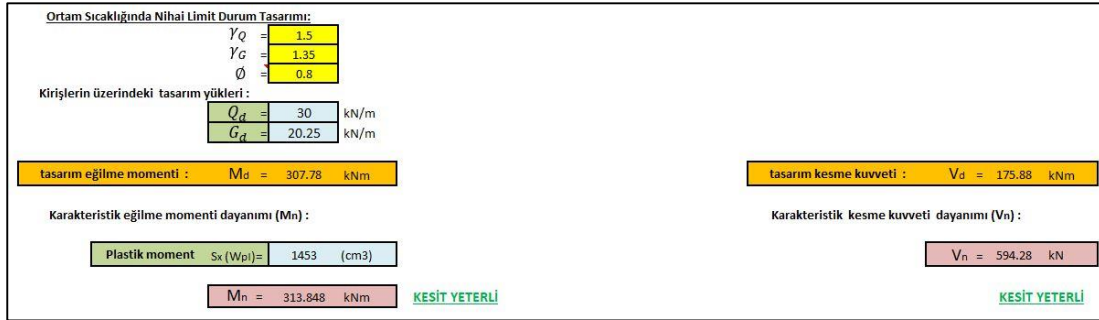 Ortam Sıcaklığında Nihai Limit Durum Tasarımı:
γQ = 1.5
γG = 1.35
Ø = 0.8
Kirişlerin üzerindeki tasarım yükleri :
Qd = 30 kN/m
Gd = 20.25 kN/m
tasarım eğilme momenti : Md = 307.78 kNm
tasarım kesme kuvveti : Vd = 175.88 kNm
Karakteristik eğilme momenti dayanımı (Mn) :
Karakteristik kesme kuvveti dayanımı (Vn) :
Plastik moment Sx (Wpl)= 1453 (cm3)
Vn = 594.28 kN
Mn = 313.848 kNm KESİT YETERLİ
KESİT YETERLİ